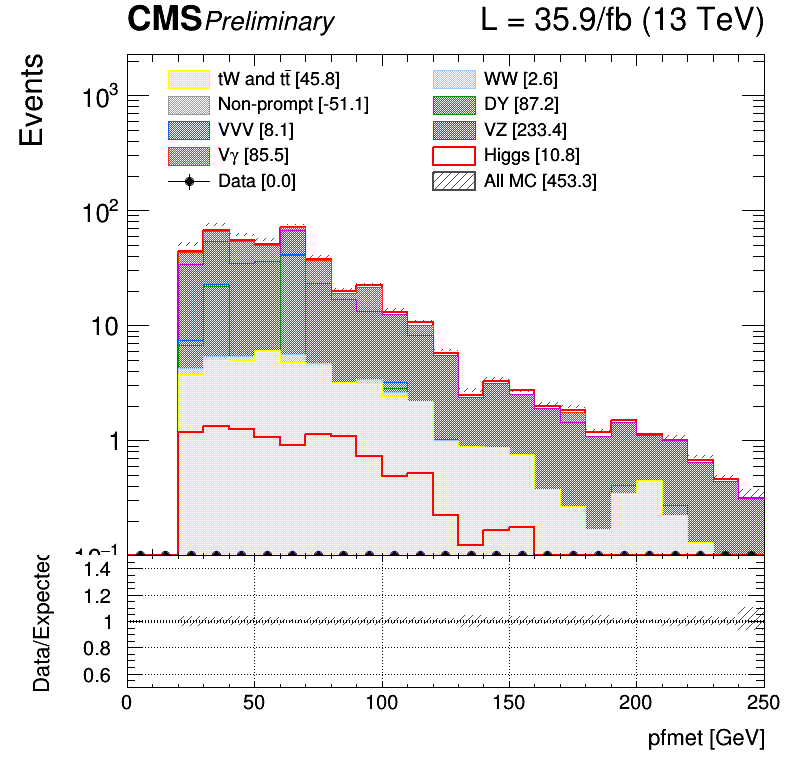 CMS Preliminary L = 35.9/fb (13 TeV)
Events
tW and tt̄ [45.8] WW [2.6]
Non-prompt [-51.1] DY [87.2]
VVV [8.1] VZ [233.4]
Vγ [85.5] Higgs [10.8]
Data [0.0] All MC [453.3]
10³
10²
10
1
10⁻¹
Data/Expected
1.4
1.2
1
0.8
0.6
0 50 100 150 200 250
pfmet [GeV]